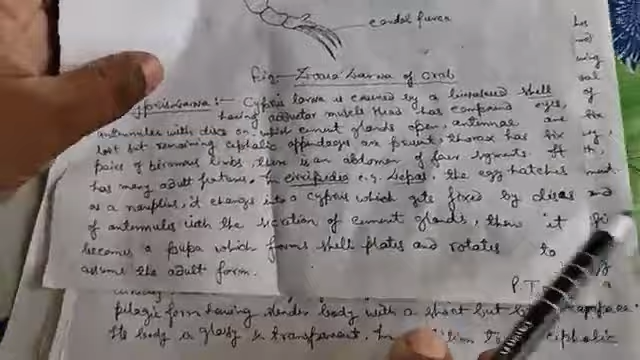 caudal furca
Fig:- Zoaea larva of Crab
Cypris larva:- Cypris larva is caused by a bivalved shell
having adductor muscle. Head has compound eyes,
antennules with discs on which cement glands open, antennae are
lost but remaining cephalic appendages are present, thorax has six
pairs of biramous limbs, there is an abdomen of four segments. It
has many adult features. In cirripedia e.g. Lepas. The egg hatches
as a nauplius, it changes into a cypris which gets fixed by discs
of antennules with the secretion of cement glands, then it
becomes a pupa which forms shell plates and rotates to
assume the adult form.
P.T
pelagic form having slender body with a short but
The body is glassy & transparent. In cephalic